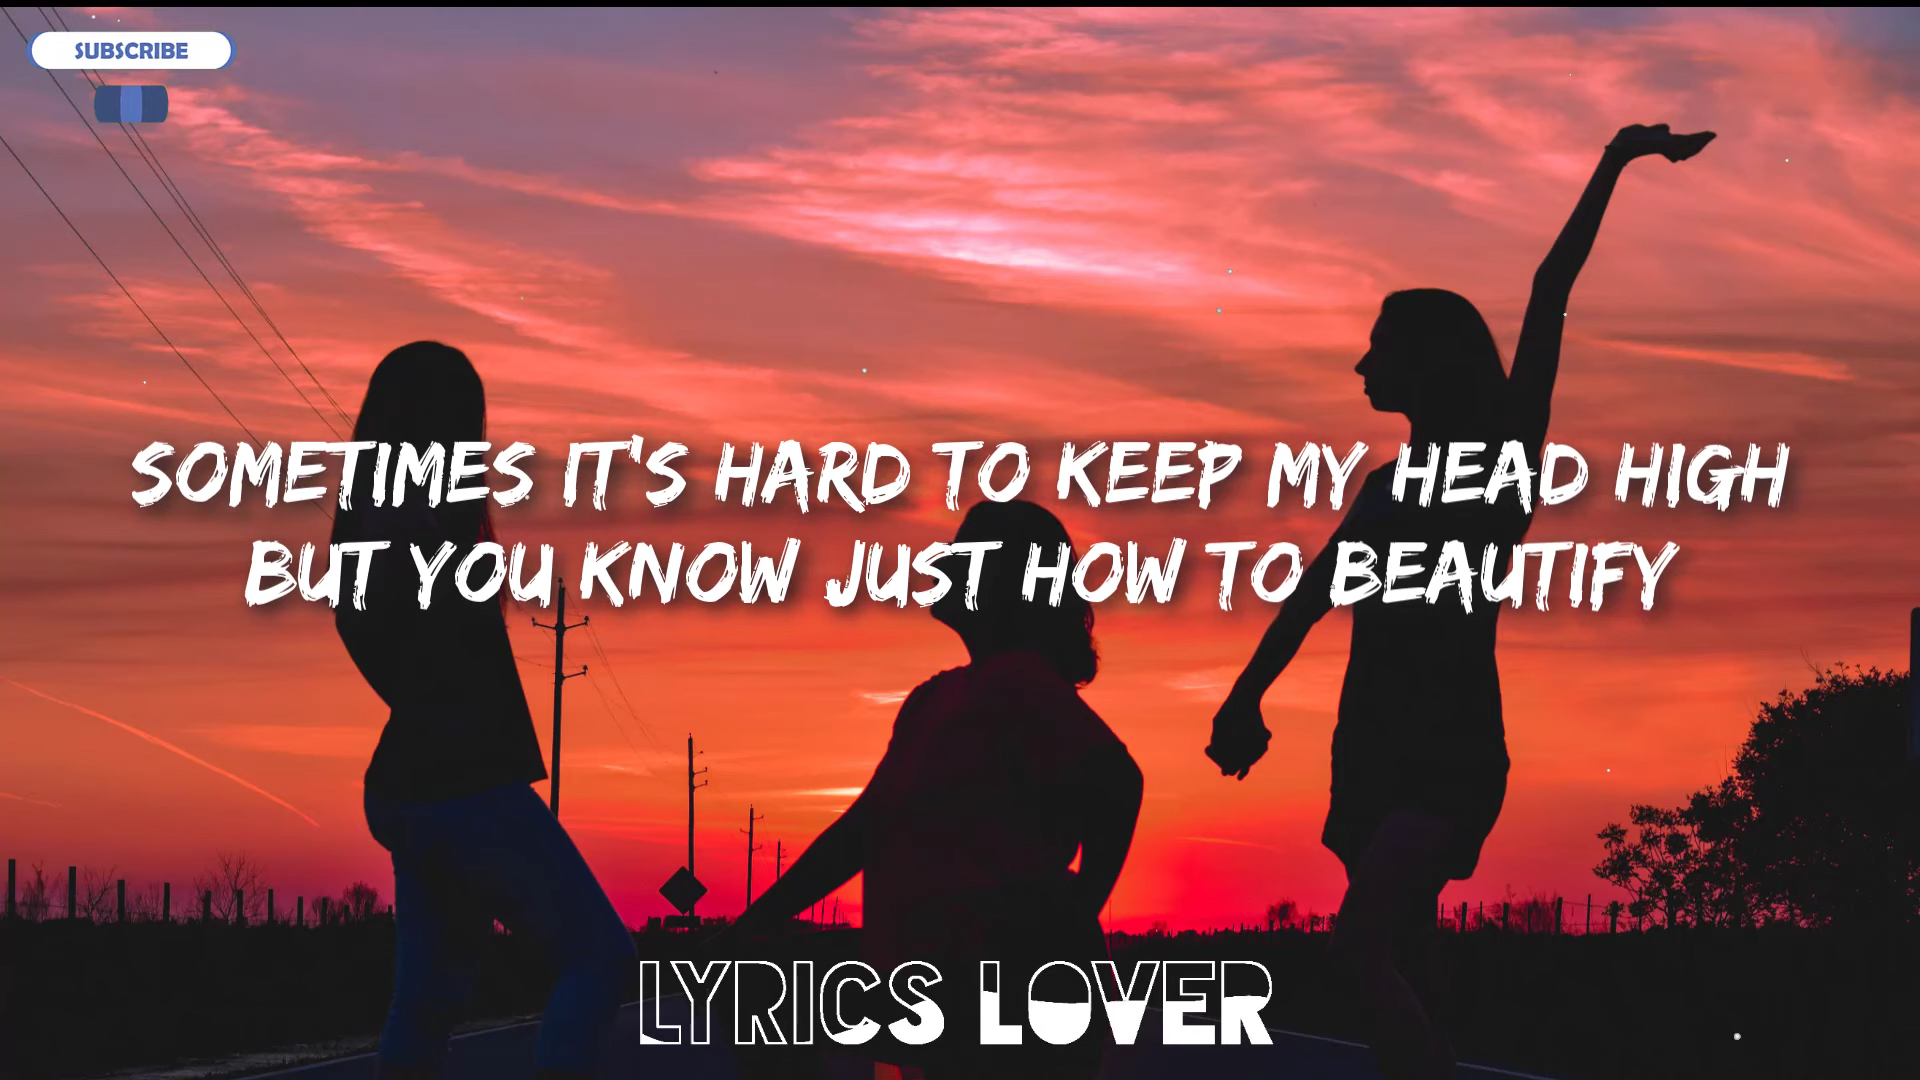 SUBSCRIBE
SOMETIMES IT'S HARD TO KEEP MY HEAD HIGH
BUT YOU KNOW JUST HOW TO BEAUTIFY
LYRICS LOVER